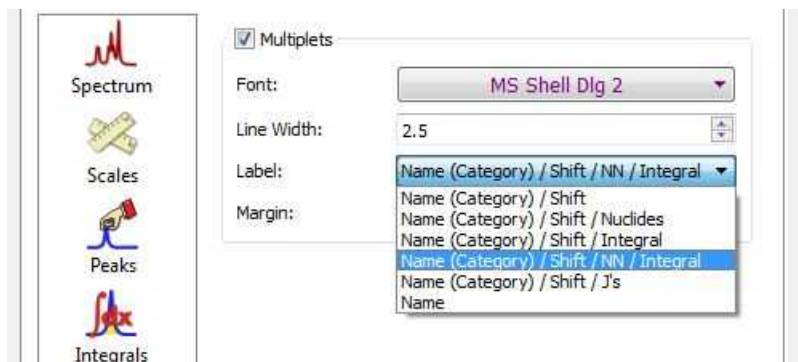 Spectrum
Scales
Peaks
∫dx
Integrals
Multiplets
Font: MS Shell Dlg 2
Line Width: 2.5
Label: Name (Category) / Shift / NN / Integral
Margin:
Name (Category) / Shift
Name (Category) / Shift / Nuclides
Name (Category) / Shift / Integral
Name (Category) / Shift / NN / Integral
Name (Category) / Shift / J's
Name